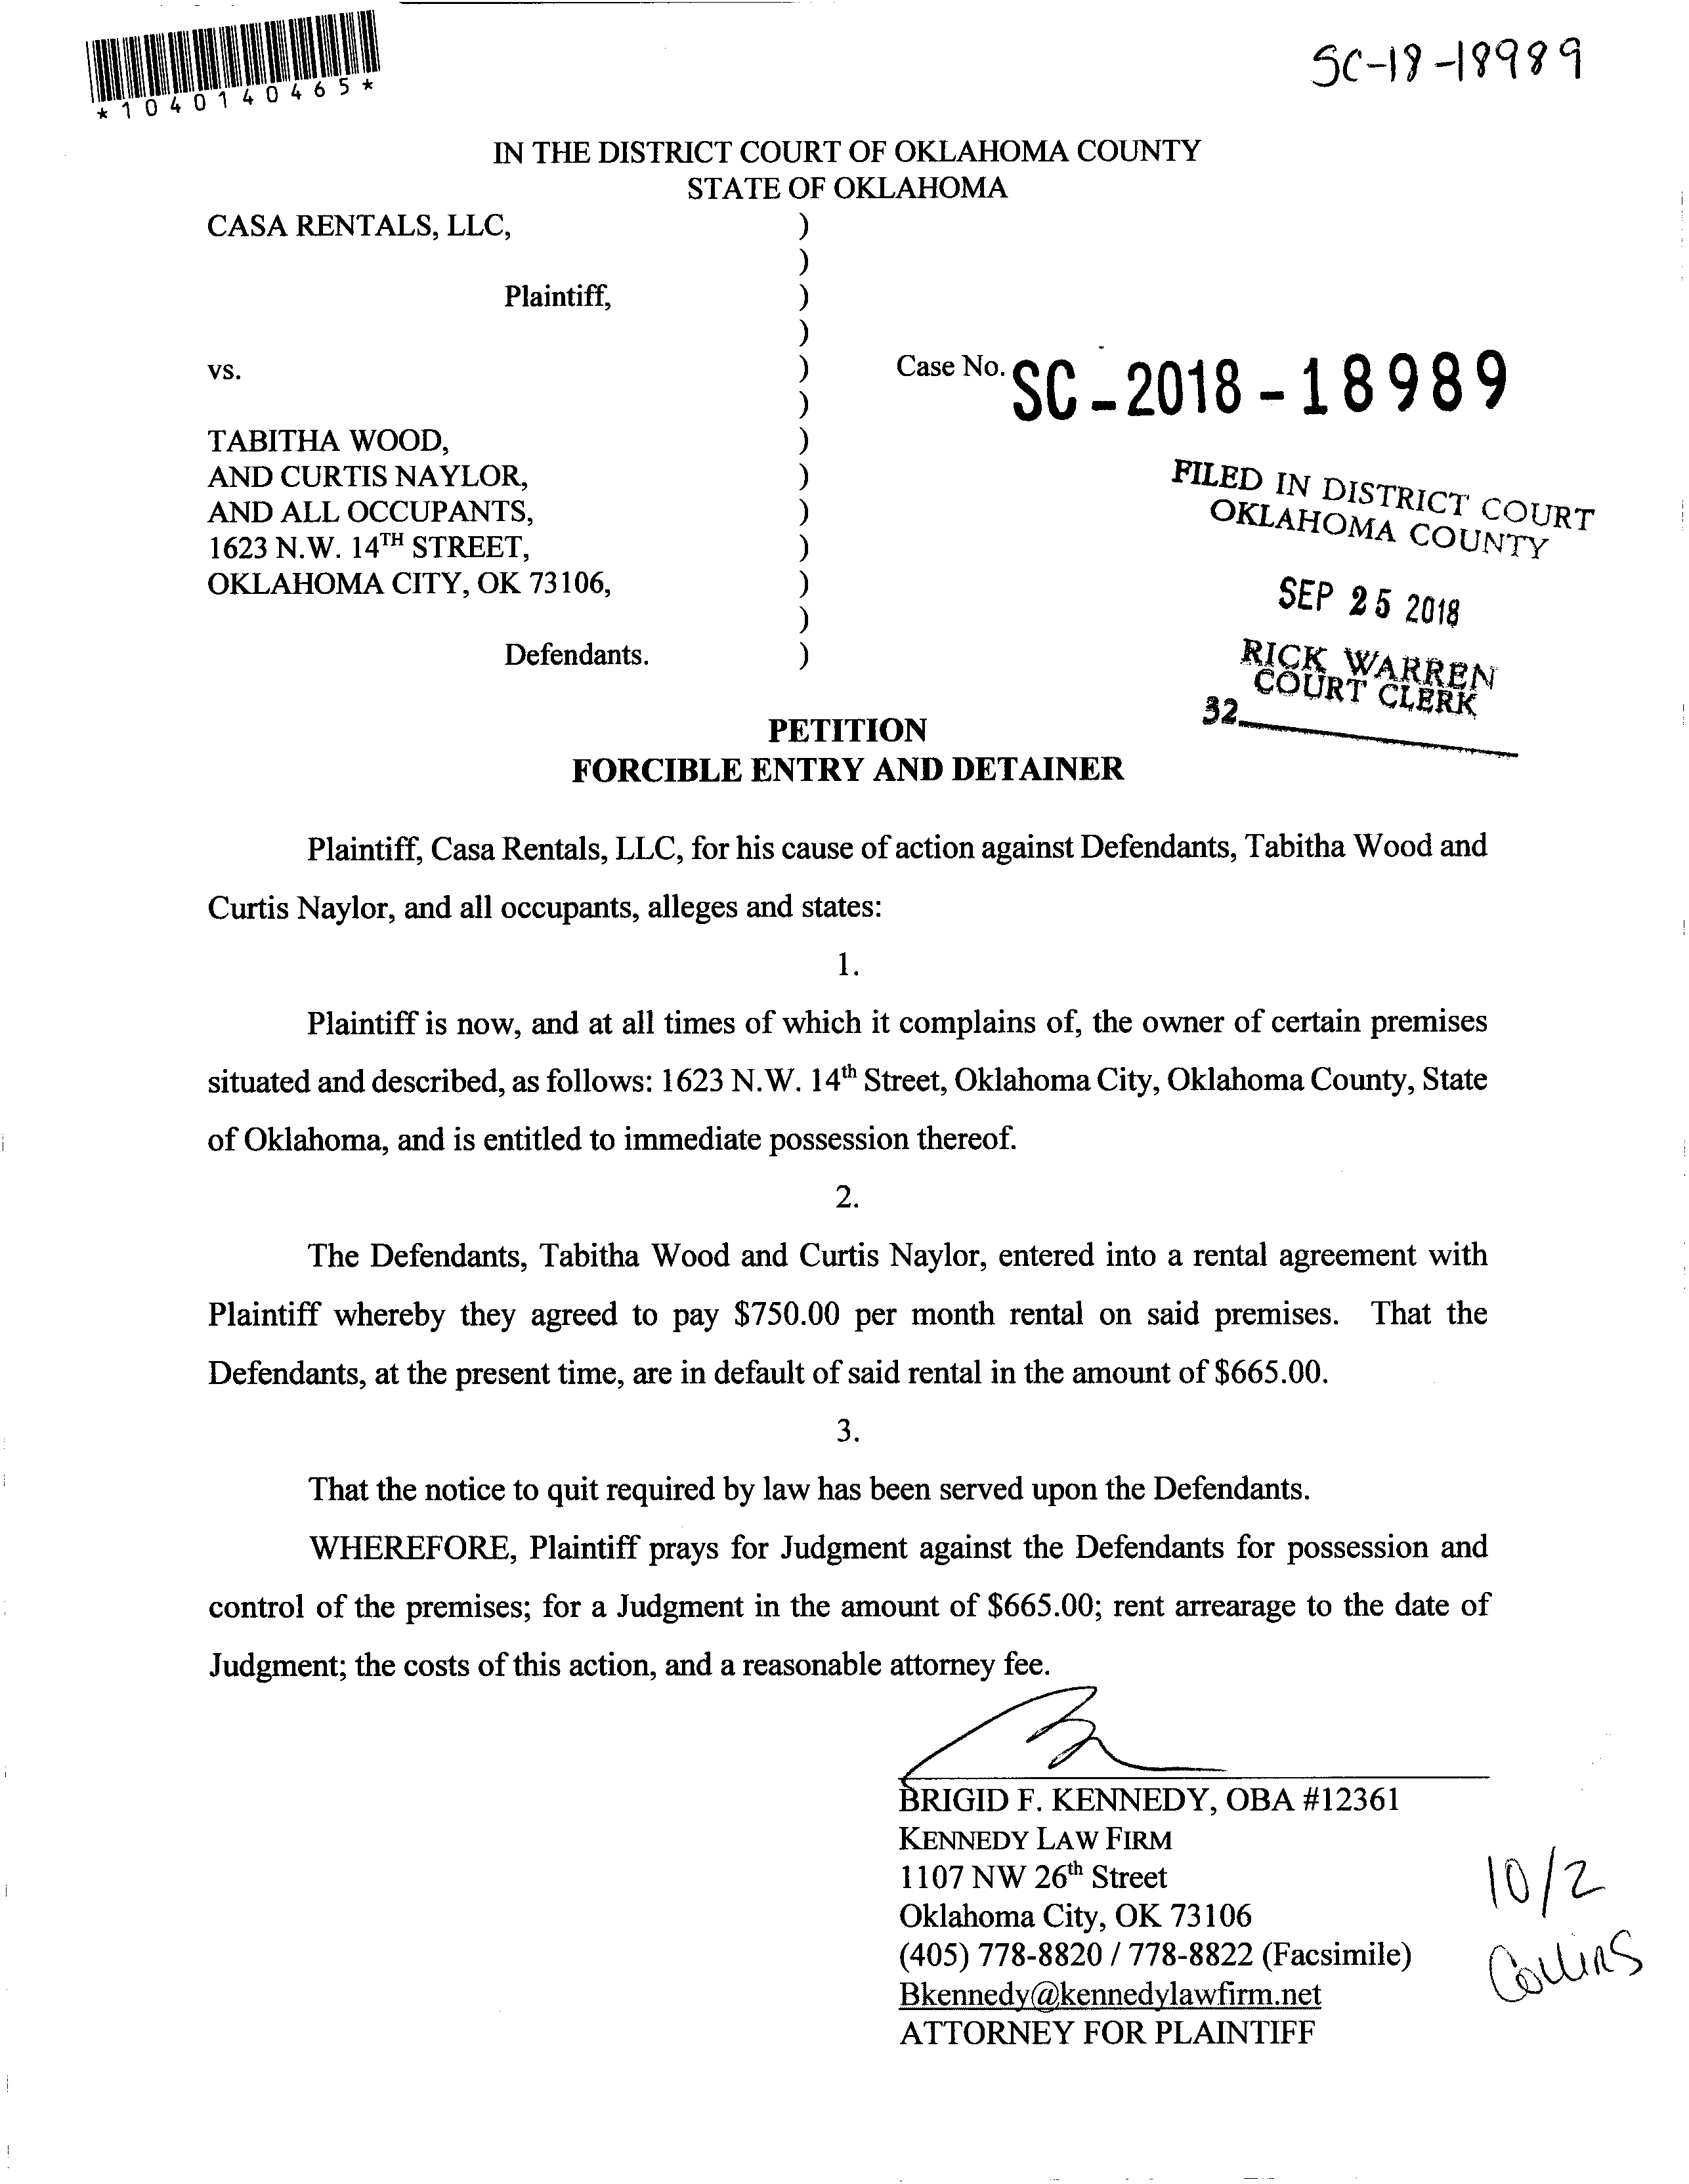 SC-18-18989
*1040140465*
IN THE DISTRICT COURT OF OKLAHOMA COUNTY
STATE OF OKLAHOMA
CASA RENTALS, LLC, )
)
Plaintiff, )
)
vs. ) Case No. SC-2018-18989
)
TABITHA WOOD, )
AND CURTIS NAYLOR, )
AND ALL OCCUPANTS, )
1623 N.W. 14TH STREET, )
OKLAHOMA CITY, OK 73106, )
)
Defendants. )
FILED IN DISTRICT COURT
OKLAHOMA COUNTY
SEP 25 2018
RICK WARREN
COURT CLERK
32
PETITION
FORCIBLE ENTRY AND DETAINER
Plaintiff, Casa Rentals, LLC, for his cause of action against Defendants, Tabitha Wood and
Curtis Naylor, and all occupants, alleges and states:
1.
Plaintiff is now, and at all times of which it complains of, the owner of certain premises
situated and described, as follows: 1623 N.W. 14th Street, Oklahoma City, Oklahoma County, State
of Oklahoma, and is entitled to immediate possession thereof.
2.
The Defendants, Tabitha Wood and Curtis Naylor, entered into a rental agreement with
Plaintiff whereby they agreed to pay $750.00 per month rental on said premises. That the
Defendants, at the present time, are in default of said rental in the amount of $665.00.
3.
That the notice to quit required by law has been served upon the Defendants.
WHEREFORE, Plaintiff prays for Judgment against the Defendants for possession and
control of the premises; for a Judgment in the amount of $665.00; rent arrearage to the date of
Judgment; the costs of this action, and a reasonable attorney fee.
BRIGID F. KENNEDY, OBA #12361
KENNEDY LAW FIRM
1107 NW 26th Street
Oklahoma City, OK 73106
(405) 778-8820 / 778-8822 (Facsimile)
Bkennedy@kennedylawfirm.net
ATTORNEY FOR PLAINTIFF
10/2
Collins